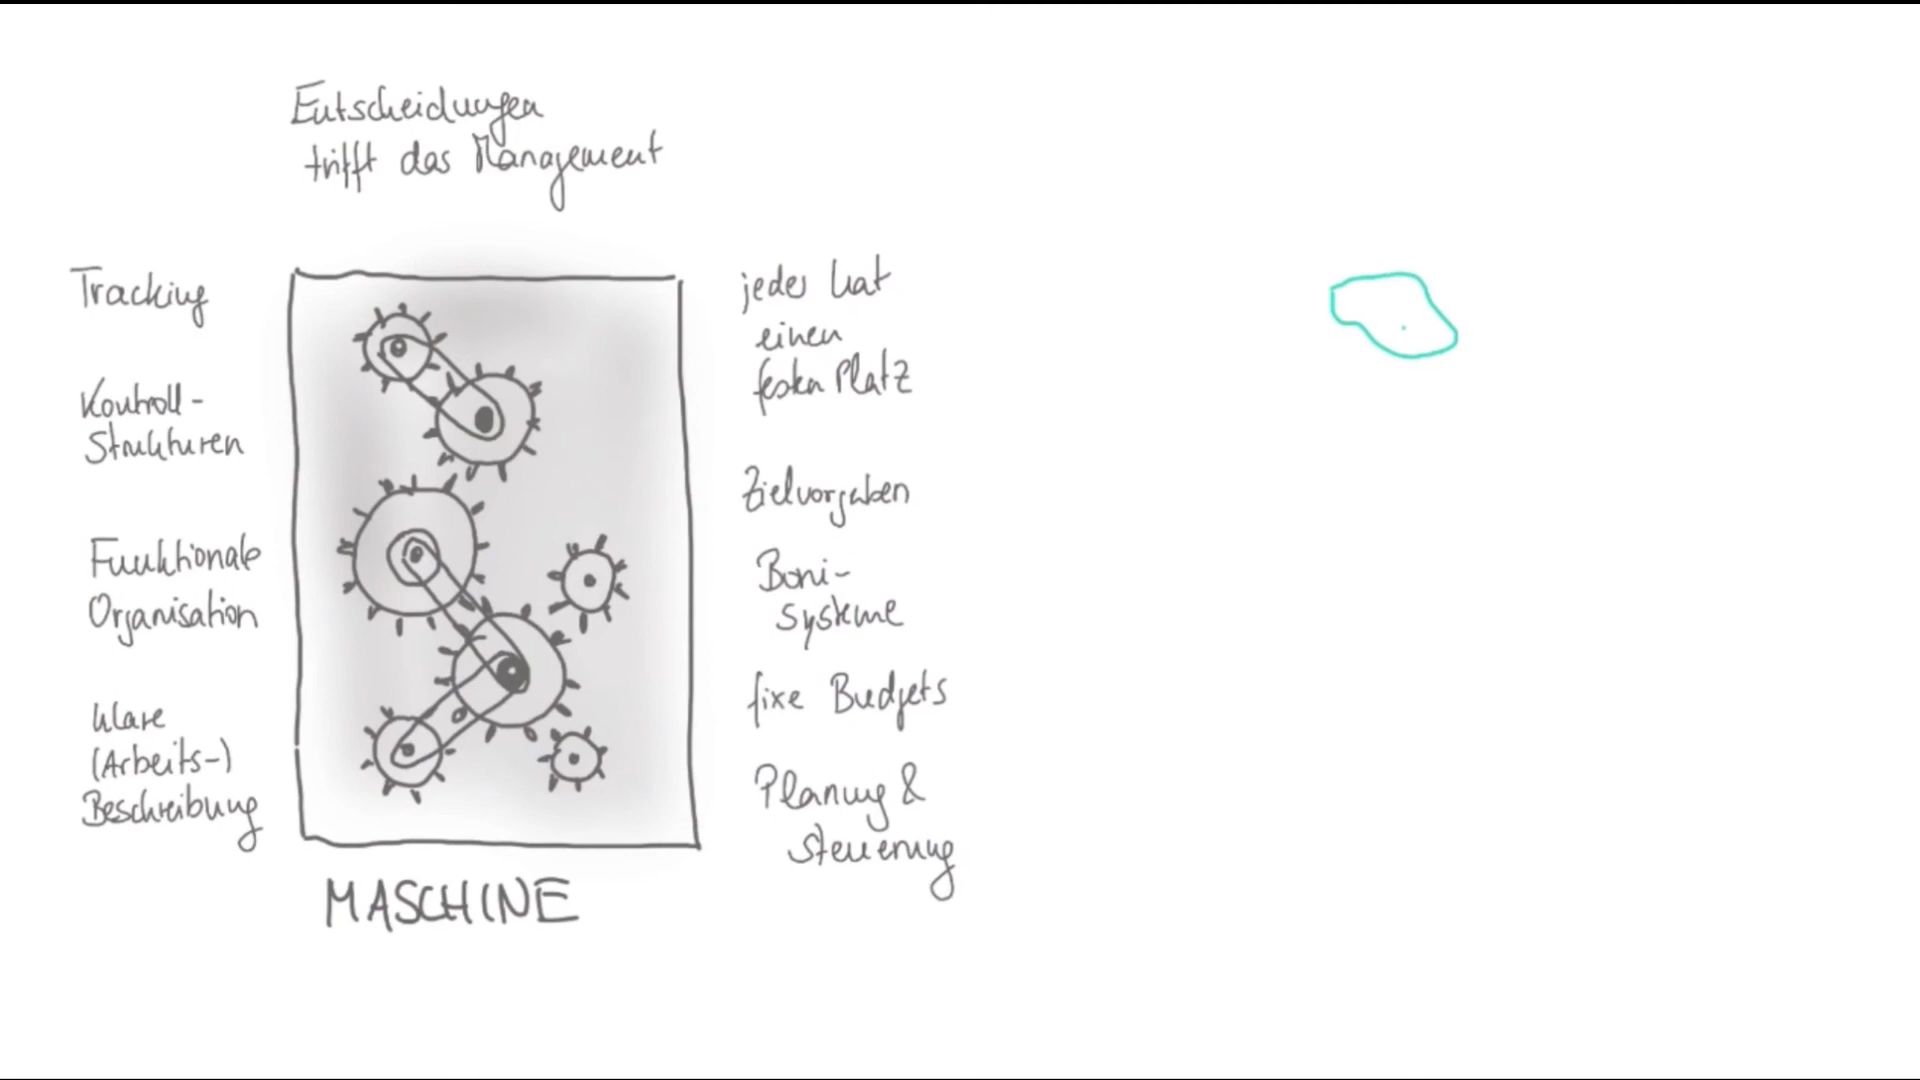 Entscheidungen
trifft das Management
Tracking
Kontroll-
Strukturen
Funktionale
Organisation
klare
(Arbeits-)
Beschreibung
jeder hat
einen
festen Platz
Zielvorgaben
Boni-
systeme
fixe Budgets
Planung &
steuerung
MASCHINE